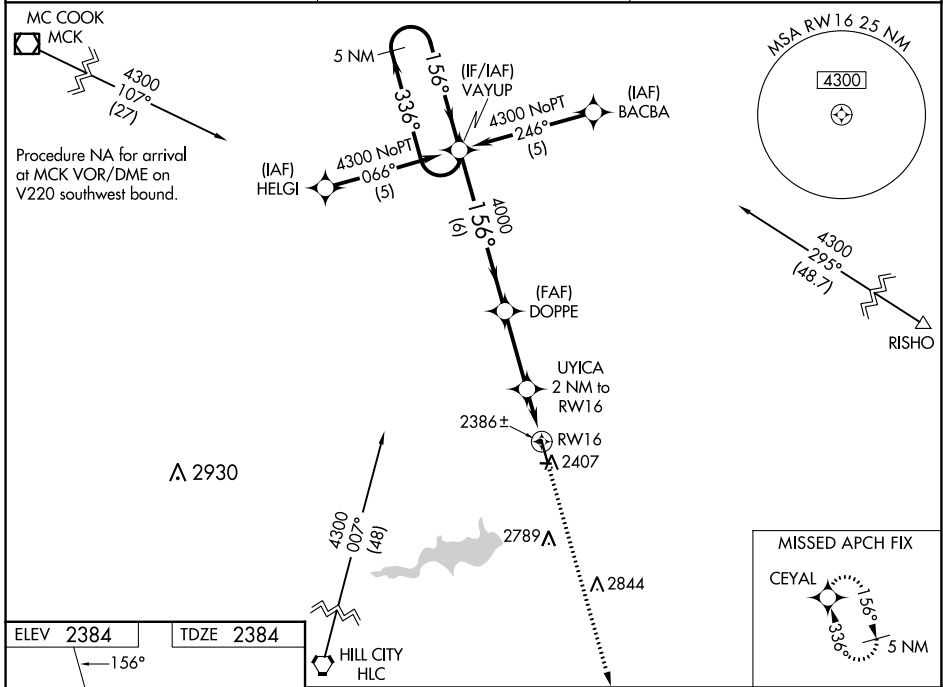 MC COOK
MCK
4300
107°
(27)
Procedure NA for arrival
at MCK VOR/DME on
V220 southwest bound.
5 NM
336°
156°
(IF/IAF)
VAYUP
4300 NoPT
246°
(5)
(IAF)
BACBA
(IAF)
HELGI
4300 NoPT
066°
(5)
MSA RW16 25 NM
4300
4000
156°
(6)
4300
295°
(48.7)
RISHO
(FAF)
DOPPE
UYICA
2 NM to
RW16
2386±
RW16
2407
2930
4300
007°
(48)
2789
2844
HILL CITY
HLC
MISSED APCH FIX
CEYAL
156°
336°
5 NM
ELEV 2384
TDZE 2384
156°